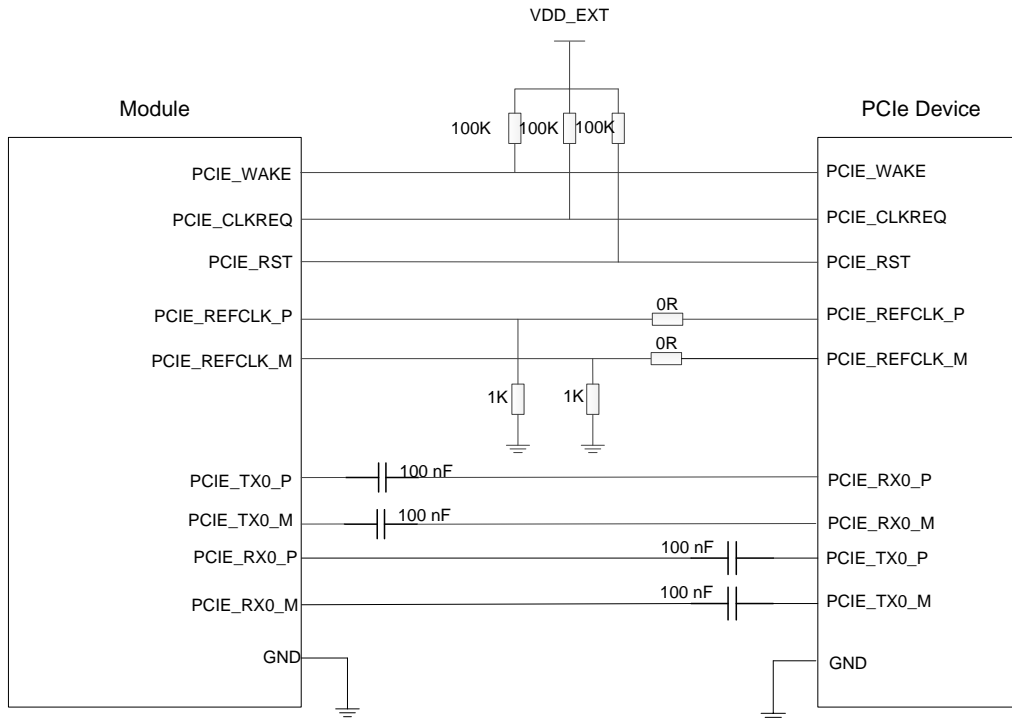 VDD_EXT
Module
PCIe Device
100K
100K
100K
PCIE_WAKE
PCIE_WAKE
PCIE_CLKREQ
PCIE_CLKREQ
PCIE_RST
PCIE_RST
0R
PCIE_REFCLK_P
PCIE_REFCLK_P
0R
PCIE_REFCLK_M
PCIE_REFCLK_M
1K
1K
100 nF
PCIE_TX0_P
PCIE_RX0_P
100 nF
PCIE_TX0_M
PCIE_RX0_M
100 nF
PCIE_RX0_P
PCIE_TX0_P
100 nF
PCIE_RX0_M
PCIE_TX0_M
GND
GND